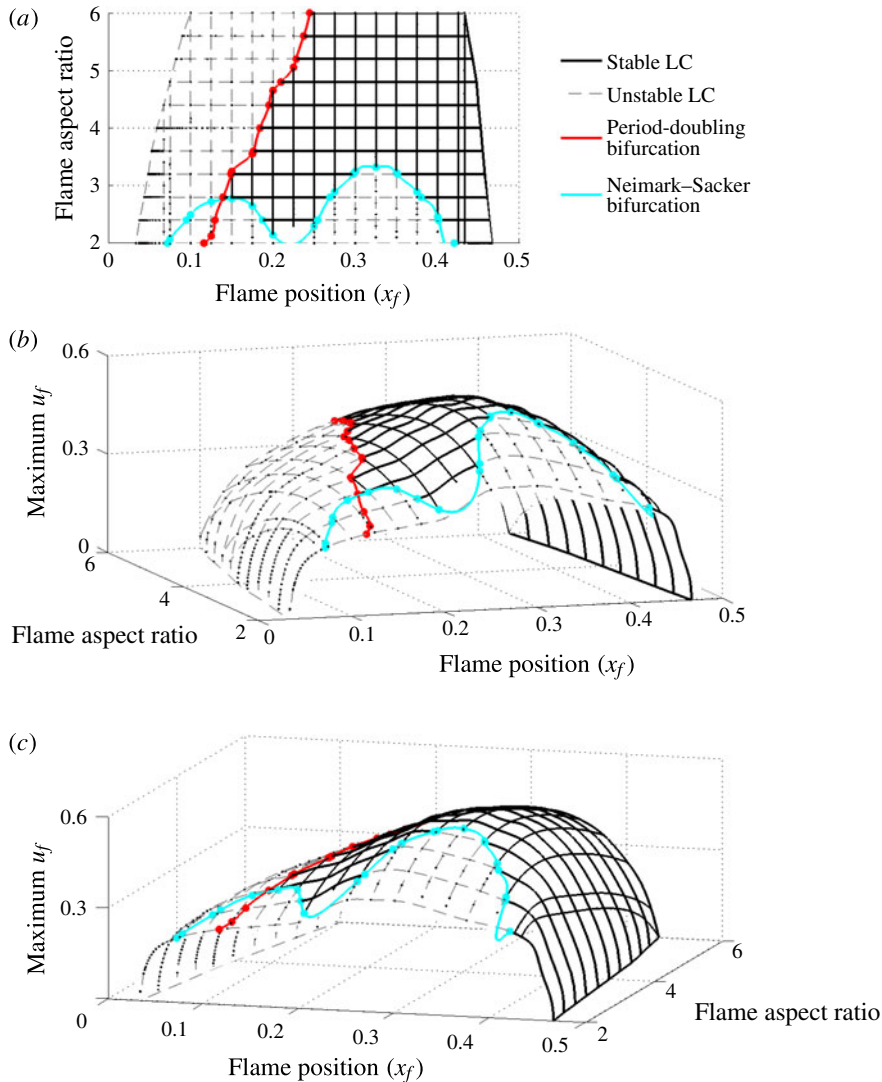 (a)
6
5
4
3
2
Flame aspect ratio
0
0.1
0.2
0.3
0.4
0.5
Flame position (x_f)
Stable LC
Unstable LC
Period-doubling
bifurcation
Neimark–Sacker
bifurcation
(b)
0.6
0.3
0
Maximum u_f
6
4
2
Flame aspect ratio
0
0.1
0.2
0.3
0.4
0.5
Flame position (x_f)
(c)
0.6
0.3
0
Maximum u_f
0.1
0.2
0.3
0.4
0.5
Flame position (x_f)
6
4
2
Flame aspect ratio